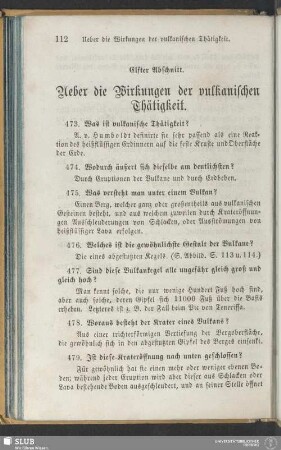 112 Ueber die Wirkungen der vulkanischen Thätigkeit.
Elfter Abschnitt.
Ueber die Wirkungen der vulkanischen
Thätigkeit.
473. Was ist vulkanische Thätigkeit?
A. v. Humboldt definirte sie sehr passend als eine Reaktion
des heißflüssigen Erdinnern auf die feste Kruste und Oberfläche
der Erde.
474. Wodurch äußert sich dieselbe am deutlichsten?
Durch Eruptionen der Vulkane und durch Erdbeben.
475. Was versteht man unter einem Vulkan?
Einen Berg, welcher ganz oder grossentheils aus vulkanischen
Gesteinen besteht, und aus welchem zuweilen durch Krateröffnungen
Ausschleuderungen von Schlacken, oder Ausströmungen von
heißflüssiger Lava erfolgen.
476. Welches ist die gewöhnlichste Gestalt der Vulkane?
Die eines abgestutzten Kegels. (S. Abbild. S. 113 u. 114.)
477. Sind diese Vulkankegel alle ungefähr gleich groß und
gleich hoch?
Man kennt solche, die nur wenige Hundert Fuß hoch sind,
aber auch solche, deren Gipfel sich 11000 Fuß über die Basis
erheben. Letzteres ist z. B. der Fall beim Pic von Teneriffa.
478. Woraus besteht der Krater eines Vulkans?
Aus einer trichterförmigen Vertiefung der Bergoberfläche,
die gewöhnlich sich in den abgestutzten Gipfel des Berges einsenkt.
479. Ist diese Krateröffnung nach unten geschlossen?
Für gewöhnlich hat sie einen mehr oder weniger ebenen Boden;
während jeder Eruption wird aber dieser aus Schlacken oder
Lava bestehende Boden ausgeschleudert, und an seiner Stelle öffnet
SLUB
Wir führen Wissen.